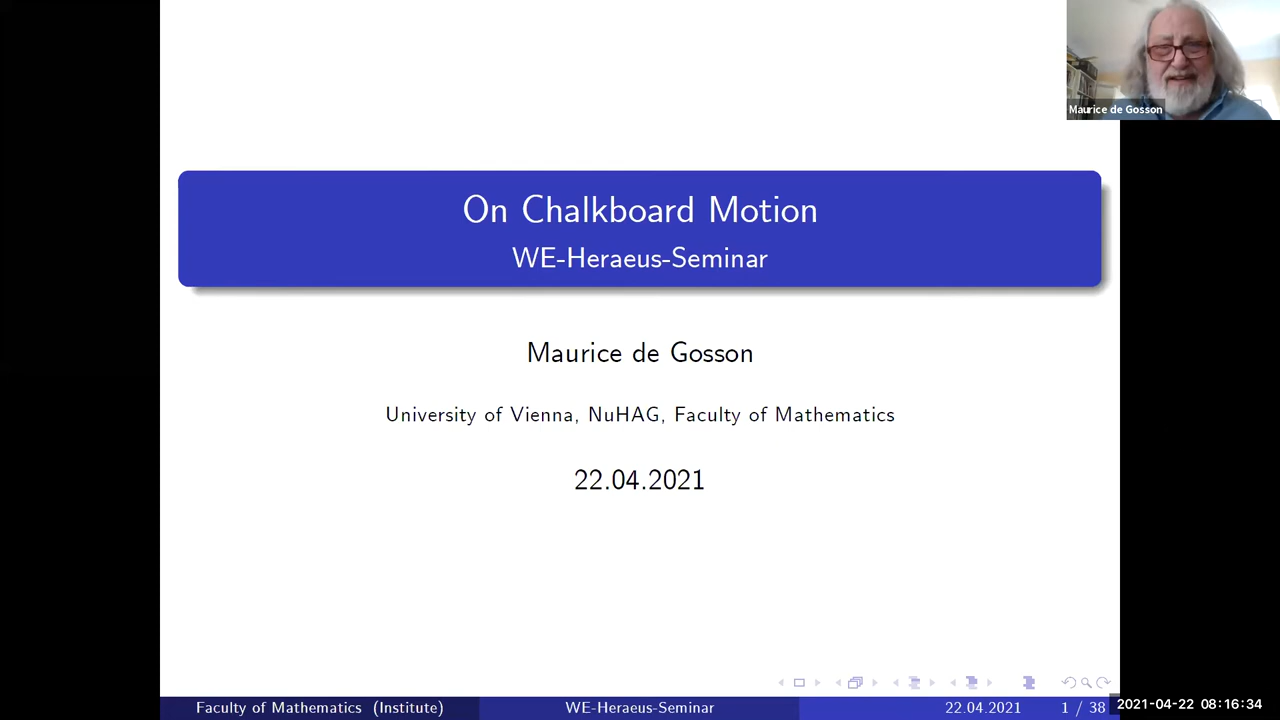 Maurice de Gosson
On Chalkboard Motion
WE-Heraeus-Seminar
Maurice de Gosson
University of Vienna, NuHAG, Faculty of Mathematics
22.04.2021
Faculty of Mathematics (Institute) WE-Heraeus-Seminar 22.04.2021 1 / 38
2021-04-22 08:16:34